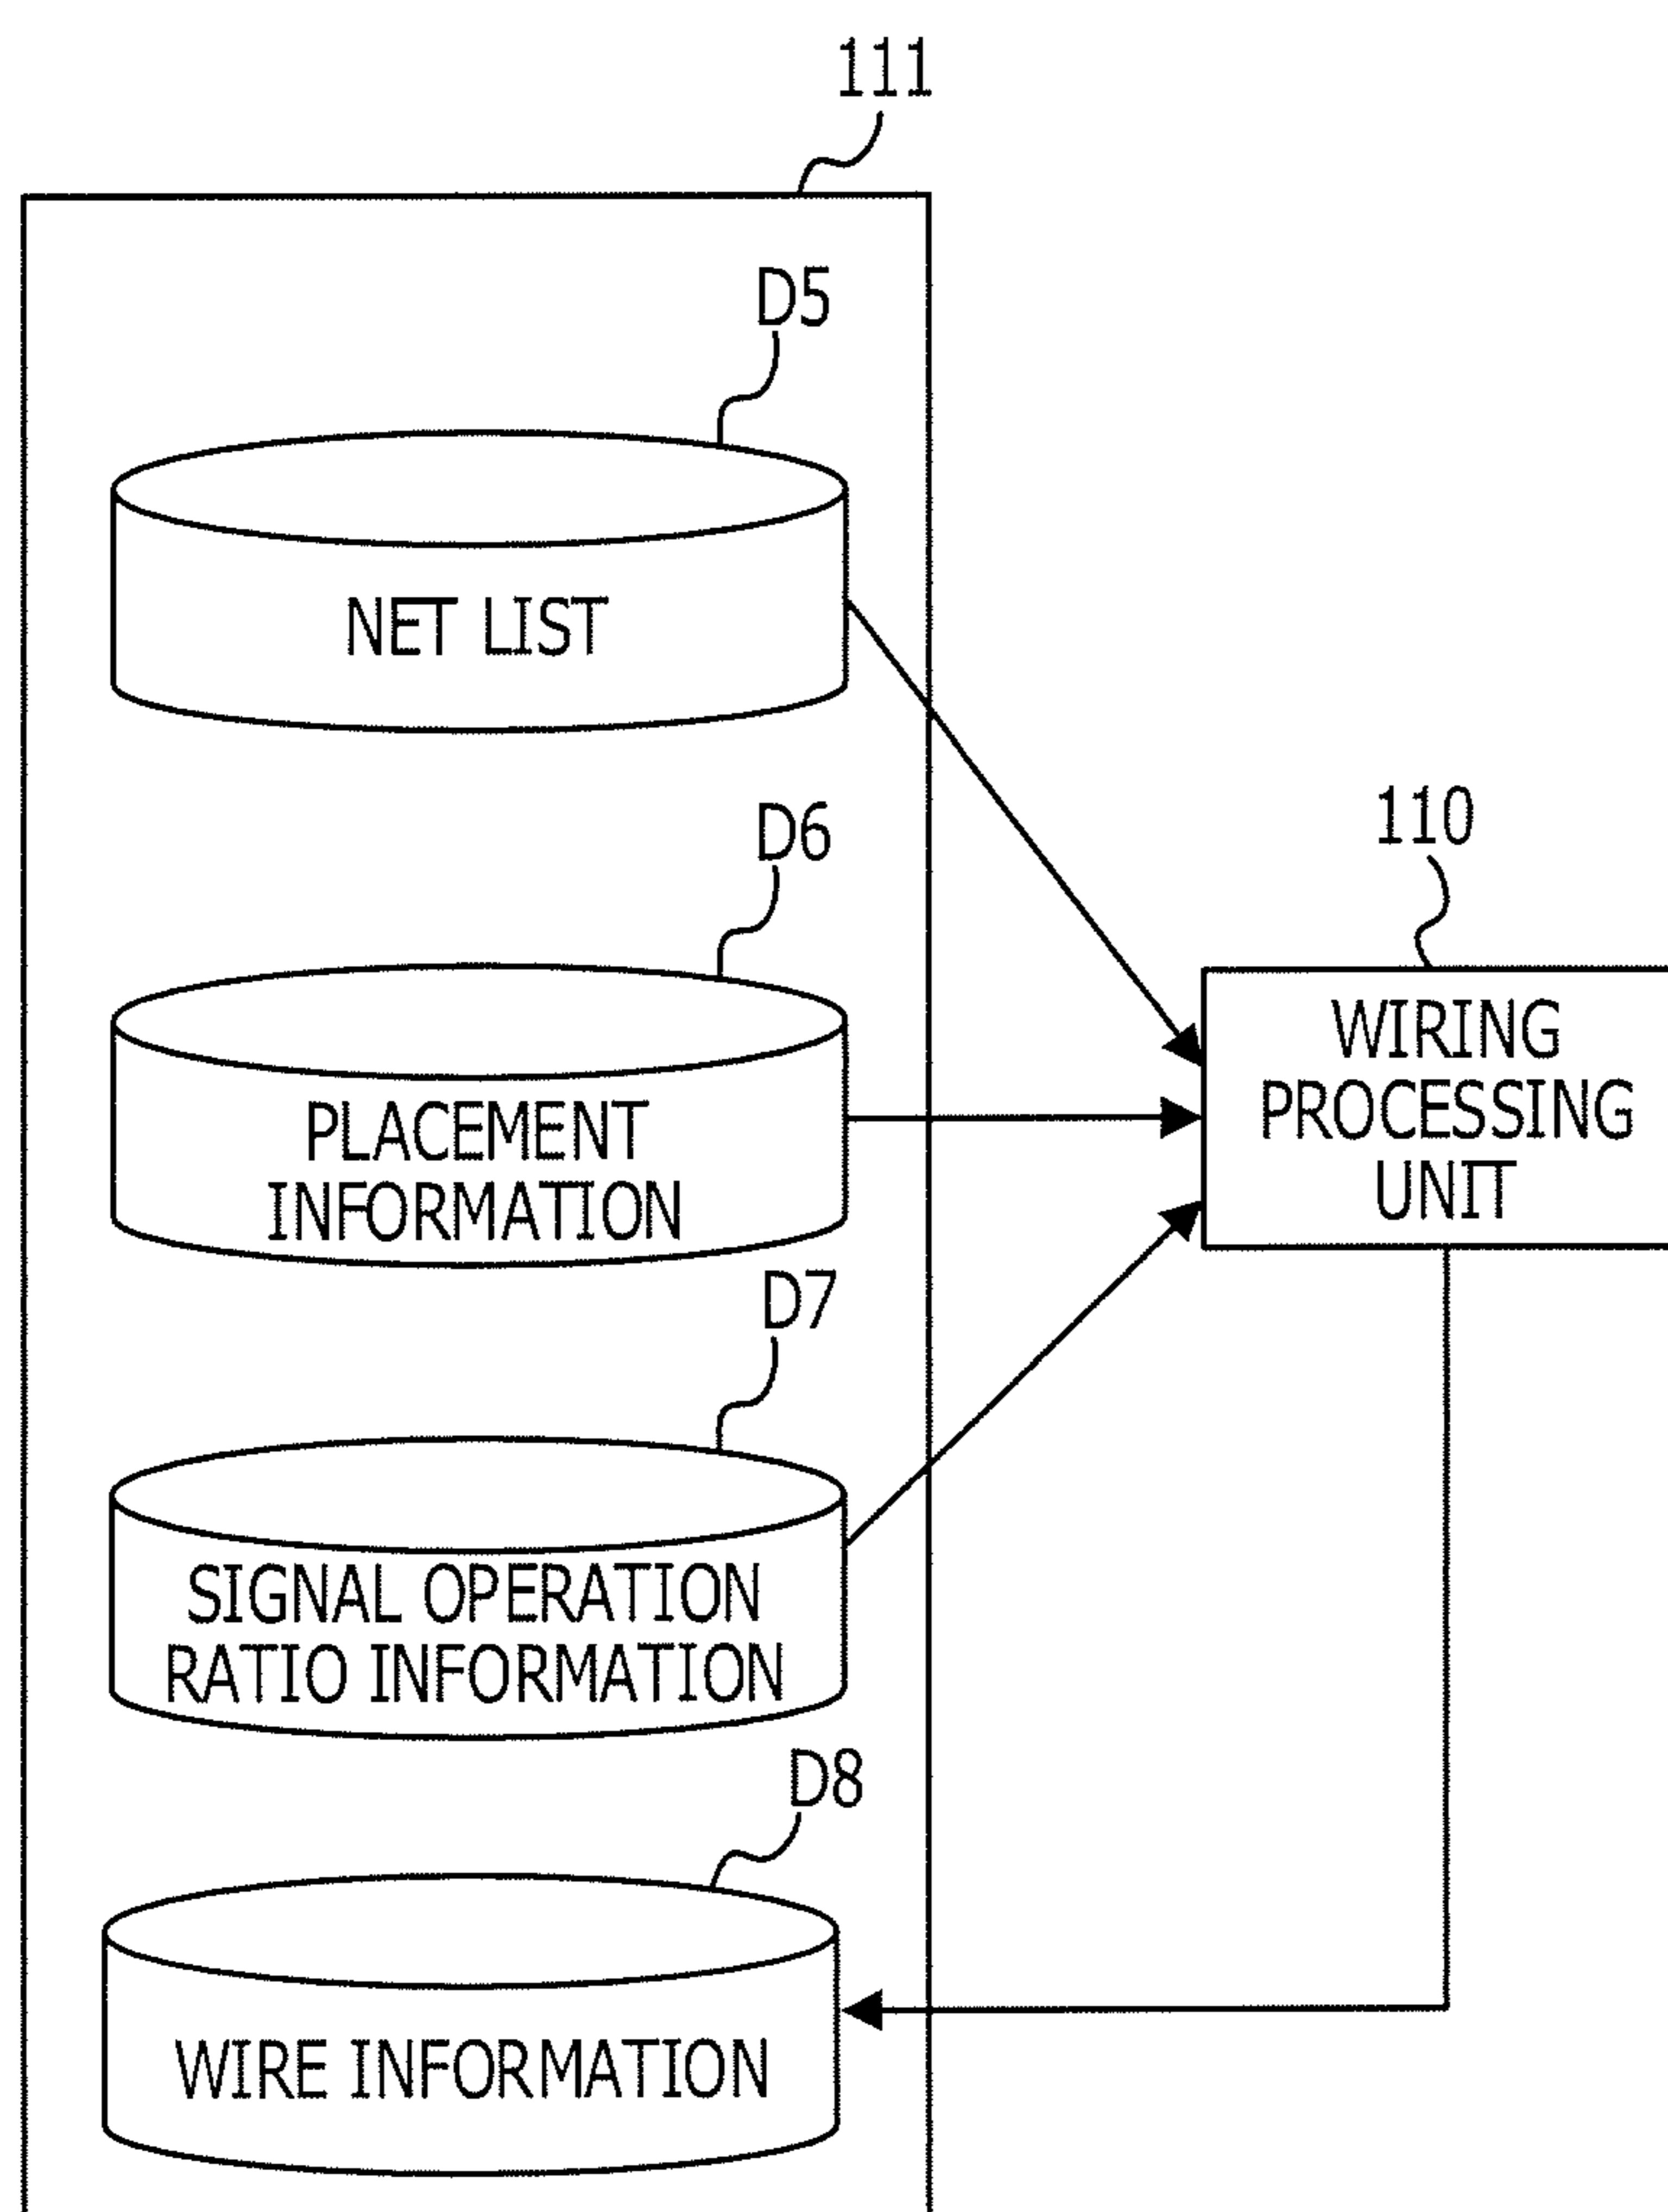 111
D5
NET LIST
D6
PLACEMENT
INFORMATION
D7
SIGNAL OPERATION
RATIO INFORMATION
D8
WIRE INFORMATION
110
WIRING
PROCESSING
UNIT